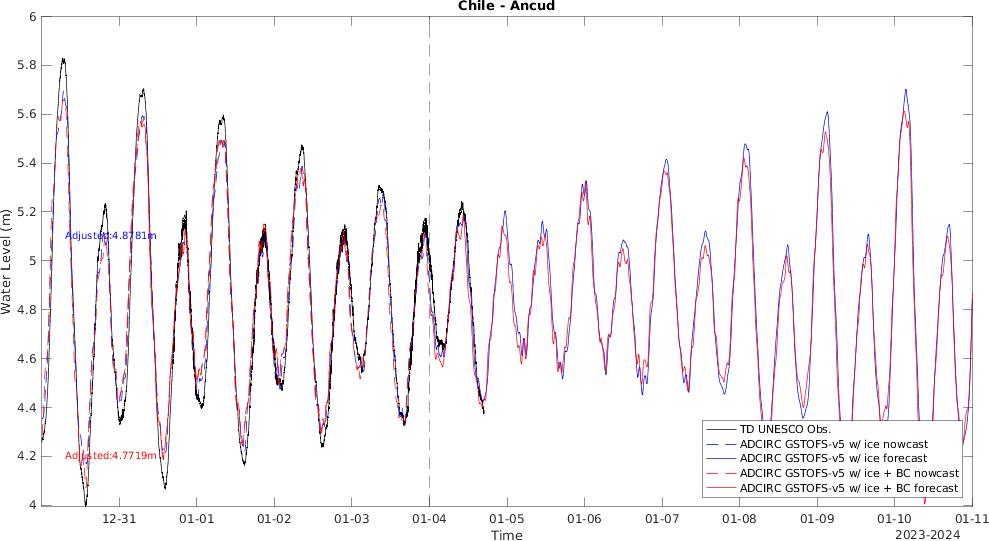 Chile - Ancud
Water Level (m)
6
5.8
5.6
5.4
5.2
5
4.8
4.6
4.4
4.2
4
Adjusted:4.8781m
Adjusted:4.7719m
TD UNESCO Obs.
ADCIRC GSTOFS-v5 w/ ice nowcast
ADCIRC GSTOFS-v5 w/ ice forecast
ADCIRC GSTOFS-v5 w/ ice + BC nowcast
ADCIRC GSTOFS-v5 w/ ice + BC forecast
12-31 01-01 01-02 01-03 01-04 01-05 01-06 01-07 01-08 01-09 01-10 01-11
Time
2023-2024